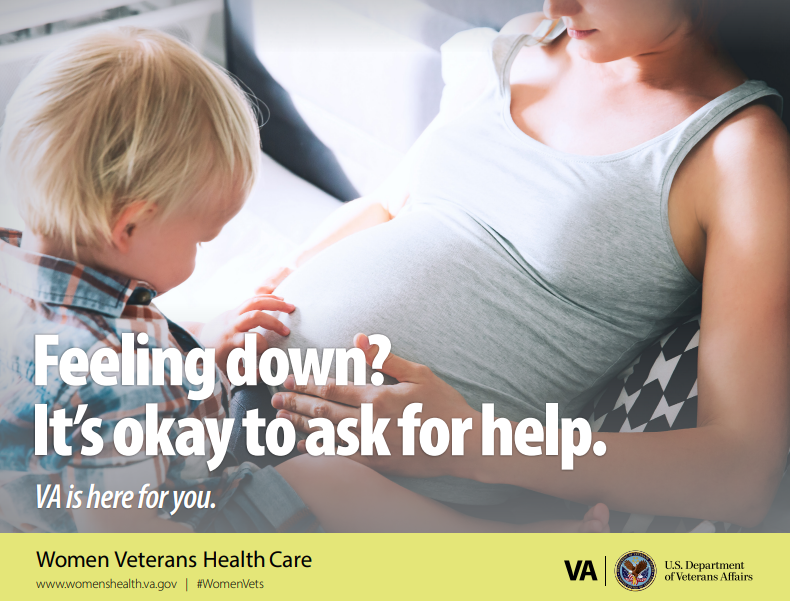 Feeling down?
It's okay to ask for help.
VA is here for you.
Women Veterans Health Care
www.womenshealth.va.gov | #WomenVets
VA
U.S. Department
of Veterans Affairs